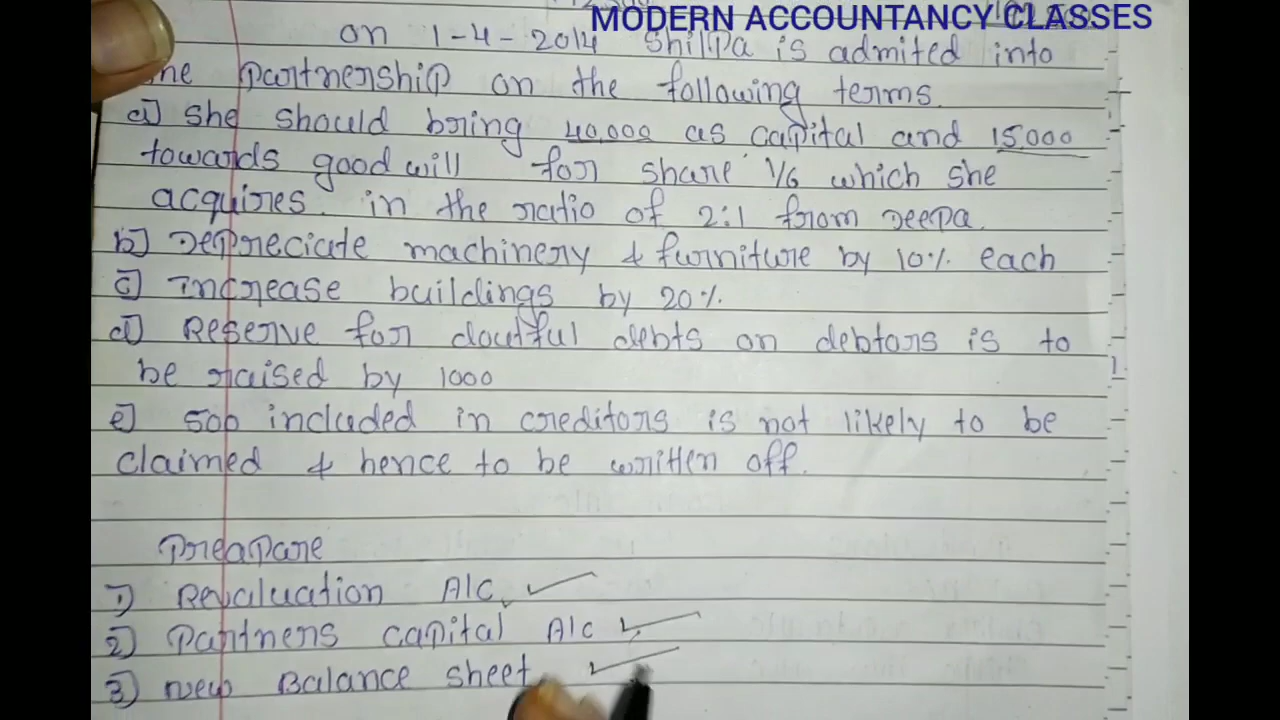 MODERN ACCOUNTANCY CLASSES
on 1-4-2014 Shilpa is admited into
partnership on the following terms.
a] She should bring 40,000 as capital and 15,000
towards good will for share 1/6 which she
acquires. in the ratio of 2:1 from Deepa.
b] Depreciate machinery & furniture by 10% each
c] Increase buildings by 20%
d] Reserve for doutful debts on debtors is to
be raised by 1000
e] 500 included in creditors is not likely to be
claimed & hence to be written off.
Preapare
1) Revaluation A/c
2) Partners capital A/c
3) New Balance sheet